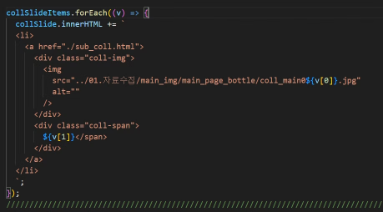 collSlideItems.forEach((v) => {
collSlide.innerHTML += `
<li>
<a href="./sub_coll.html">
<div class="coll-img">
<img
src="../01.자료수집/main_img/main_page_bottle/coll_main0${v[0]}.jpg"
alt=""
/>
</div>
<div class="coll-span">
${v[1]}</span>
</div>
</a>
</li>
`;
});
////////////////////////////////////////////////////////////////////////////////